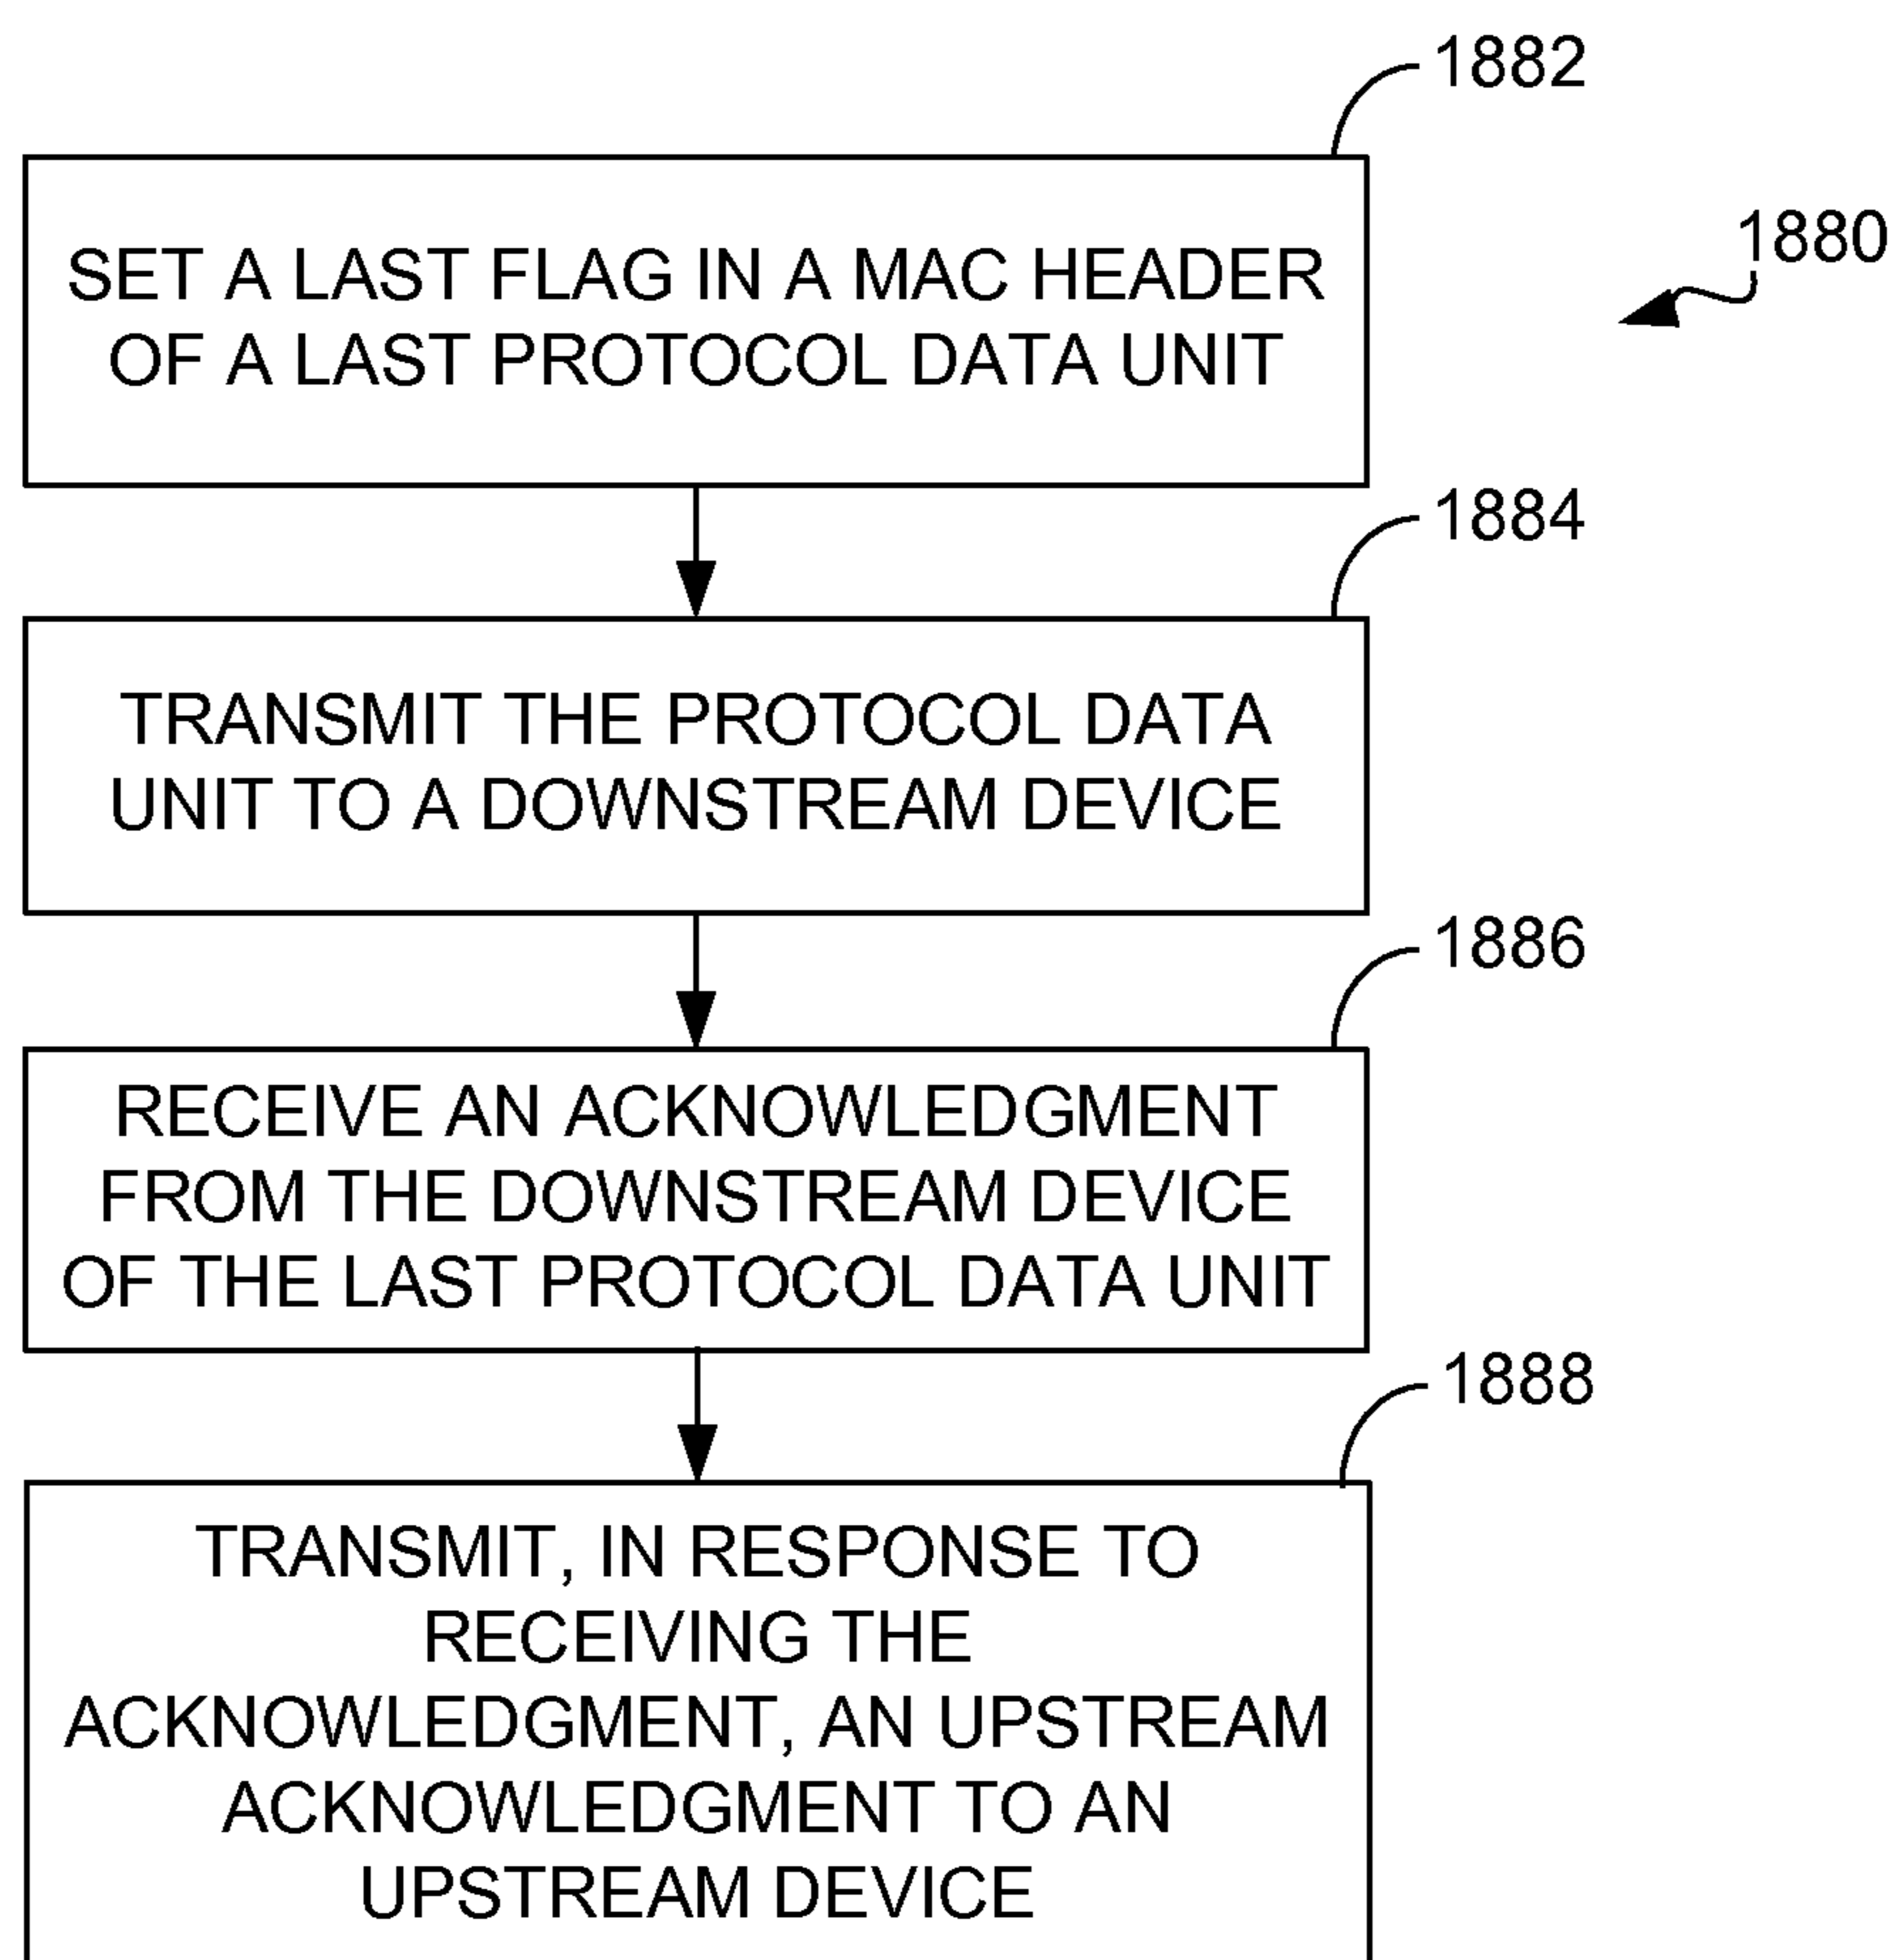 1882
1880
SET A LAST FLAG IN A MAC HEADER
OF A LAST PROTOCOL DATA UNIT
1884
TRANSMIT THE PROTOCOL DATA
UNIT TO A DOWNSTREAM DEVICE
1886
RECEIVE AN ACKNOWLEDGMENT
FROM THE DOWNSTREAM DEVICE
OF THE LAST PROTOCOL DATA UNIT
1888
TRANSMIT, IN RESPONSE TO
RECEIVING THE
ACKNOWLEDGMENT, AN UPSTREAM
ACKNOWLEDGMENT TO AN
UPSTREAM DEVICE